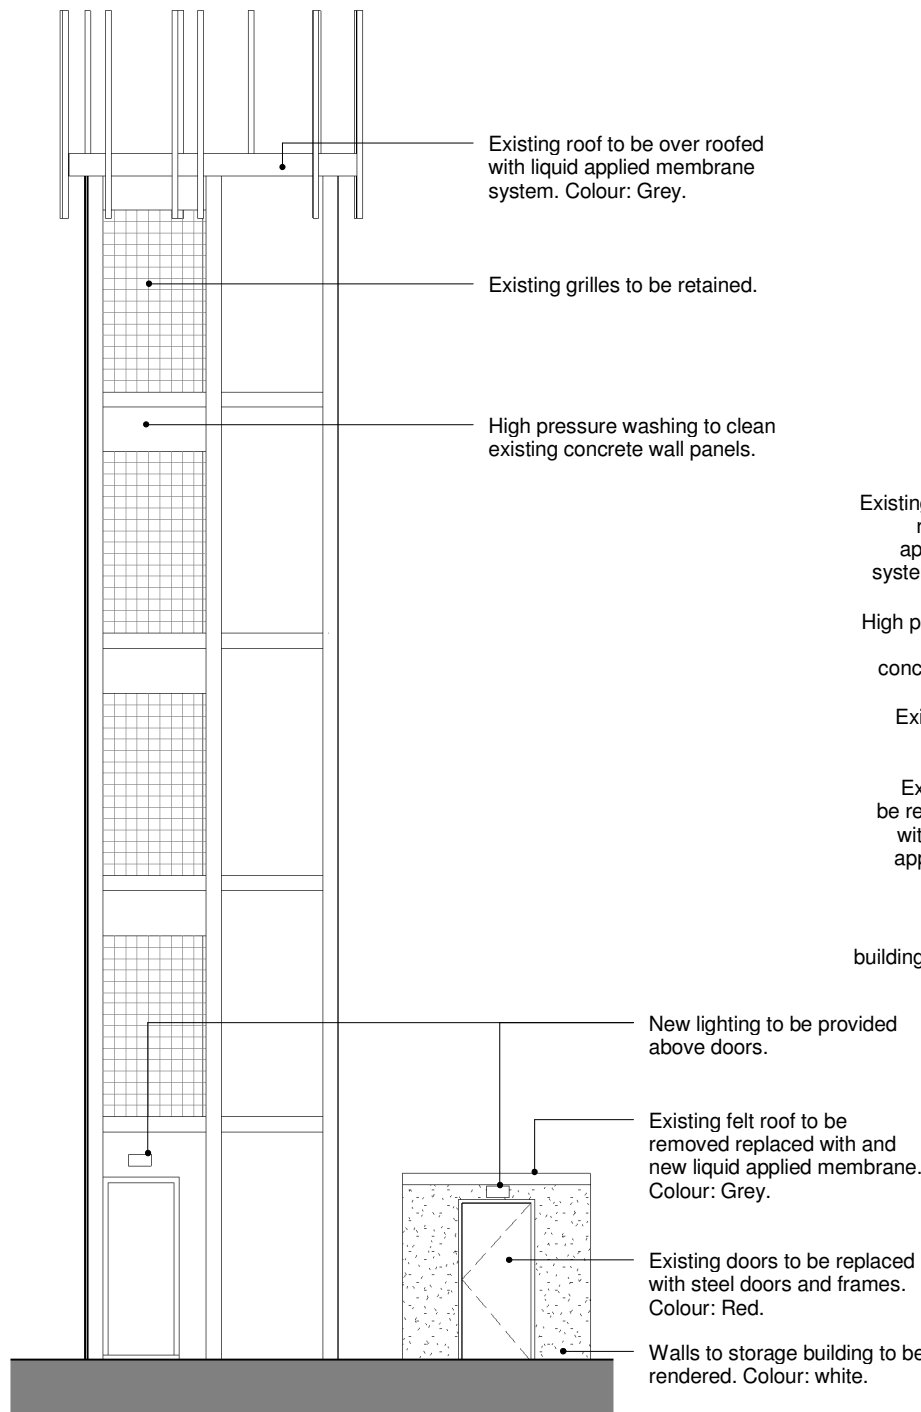 Existing roof to be over roofed
with liquid applied membrane
system. Colour: Grey.
Existing grilles to be retained.
High pressure washing to clean
existing concrete wall panels.
New lighting to be provided
above doors.
Existing felt roof to be
removed replaced with and
new liquid applied membrane.
Colour: Grey.
Existing doors to be replaced
with steel doors and frames.
Colour: Red.
Walls to storage building to be
rendered. Colour: white.
High
be
building